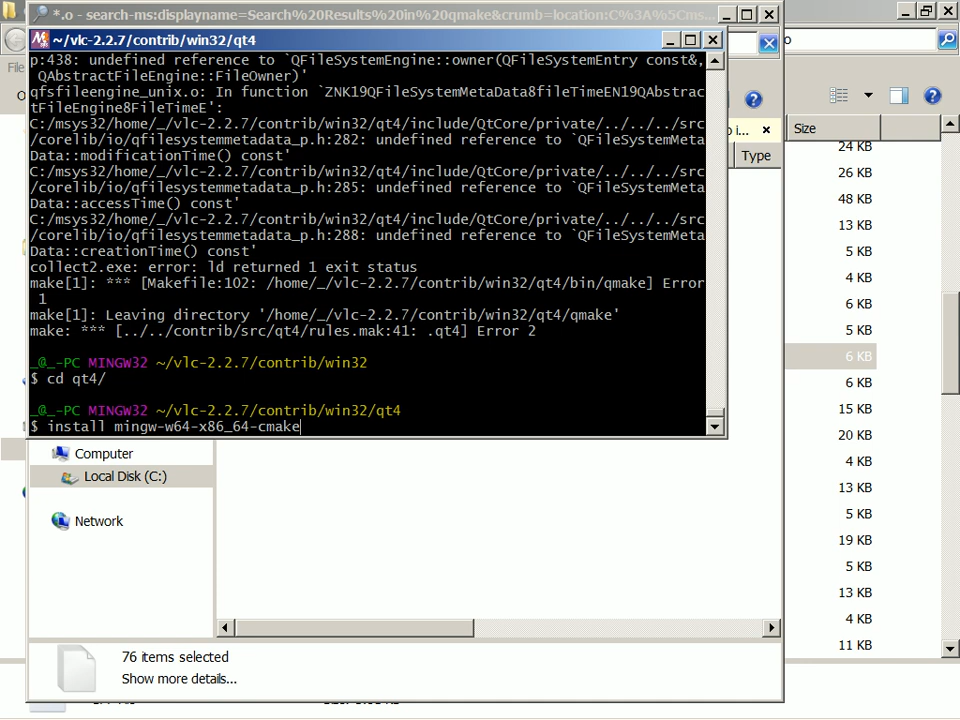 *.o - search-ms:displayname=Search%20Results%20in%20qmake&crumb=location:C%3A%5Cms...
~/vlc-2.2.7/contrib/win32/qt4
p:438: undefined reference to `QFileSystemEngine::owner(QFileSystemEntry const&,
QAbstractFileEngine::FileOwner)'
qfsfileengine_unix.o: In function `ZNK19QFileSystemMetaData8fileTimeEN19QAbstrac
tFileEngine8FileTimeE':
C:/msys32/home/_/vlc-2.2.7/contrib/win32/qt4/include/QtCore/private/../../../src
/corelib/io/qfilesystemmetadata_p.h:282: undefined reference to `QFileSystemMeta
Data::modificationTime() const'
C:/msys32/home/_/vlc-2.2.7/contrib/win32/qt4/include/QtCore/private/../../../src
/corelib/io/qfilesystemmetadata_p.h:285: undefined reference to `QFileSystemMeta
Data::accessTime() const'
C:/msys32/home/_/vlc-2.2.7/contrib/win32/qt4/include/QtCore/private/../../../src
/corelib/io/qfilesystemmetadata_p.h:288: undefined reference to `QFileSystemMeta
Data::creationTime() const'
collect2.exe: error: ld returned 1 exit status
make[1]: *** [Makefile:102: /home/_/vlc-2.2.7/contrib/win32/qt4/bin/qmake] Error
1
make[1]: Leaving directory '/home/_/vlc-2.2.7/contrib/win32/qt4/qmake'
make: *** [../../contrib/src/qt4/rules.mak:41: .qt4] Error 2
_@_-PC MINGW32 ~/vlc-2.2.7/contrib/win32
$ cd qt4/
_@_-PC MINGW32 ~/vlc-2.2.7/contrib/win32/qt4
$ install mingw-w64-x86_64-cmake
Computer
Local Disk (C:)
Network
76 items selected
Show more details...
Type
Size
24 KB
26 KB
48 KB
13 KB
5 KB
4 KB
6 KB
5 KB
6 KB
6 KB
15 KB
20 KB
4 KB
13 KB
5 KB
19 KB
5 KB
13 KB
4 KB
11 KB